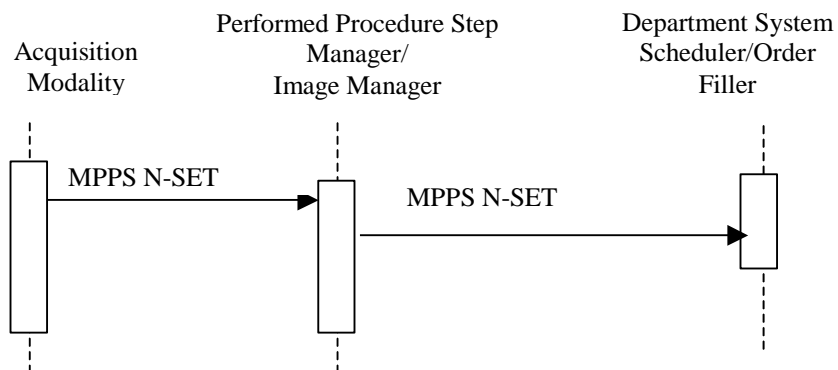 Acquisition
Modality
Performed Procedure Step
Manager/
Image Manager
Department System
Scheduler/Order
Filler
MPPS N-SET
MPPS N-SET